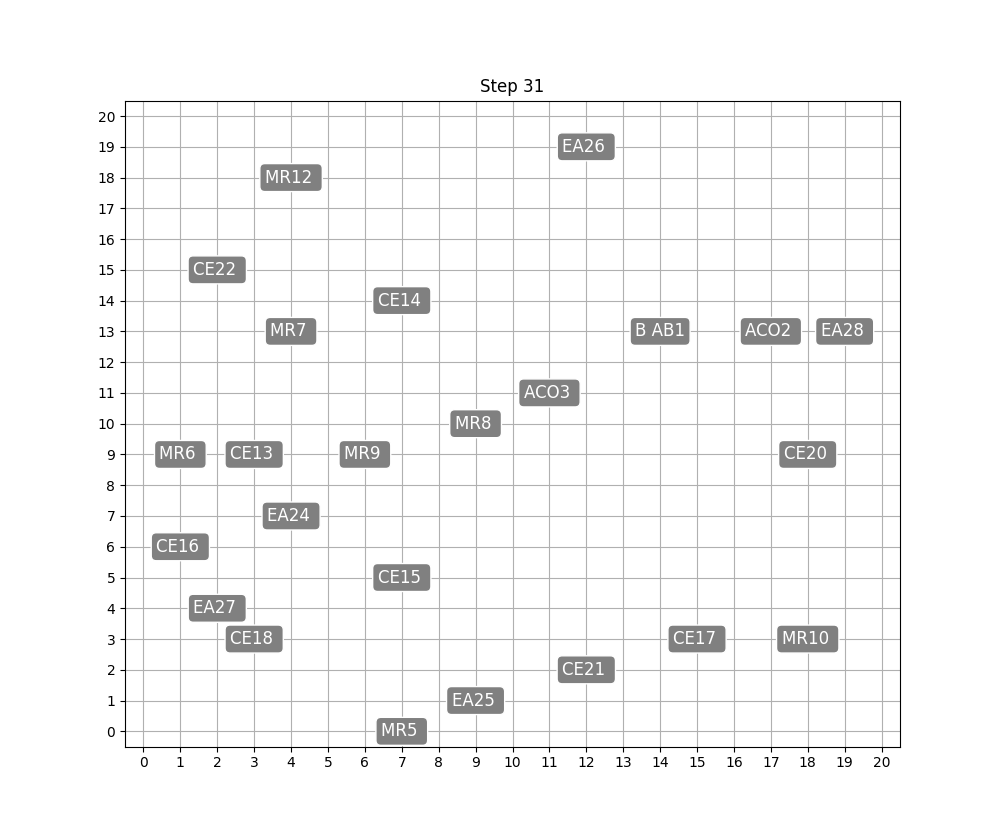 Step 31
20
19
EA26
18
MR12
17
16
15
CE22
14
CE14
13
MR7
B AB1
ACO2
EA28
12
11
ACO3
10
MR8
9
MR6
CE13
MR9
CE20
8
7
EA24
6
CE16
5
CE15
4
EA27
3
CE18
CE17
MR10
2
CE21
1
EA25
0
MR5
0 1 2 3 4 5 6 7 8 9 10 11 12 13 14 15 16 17 18 19 20